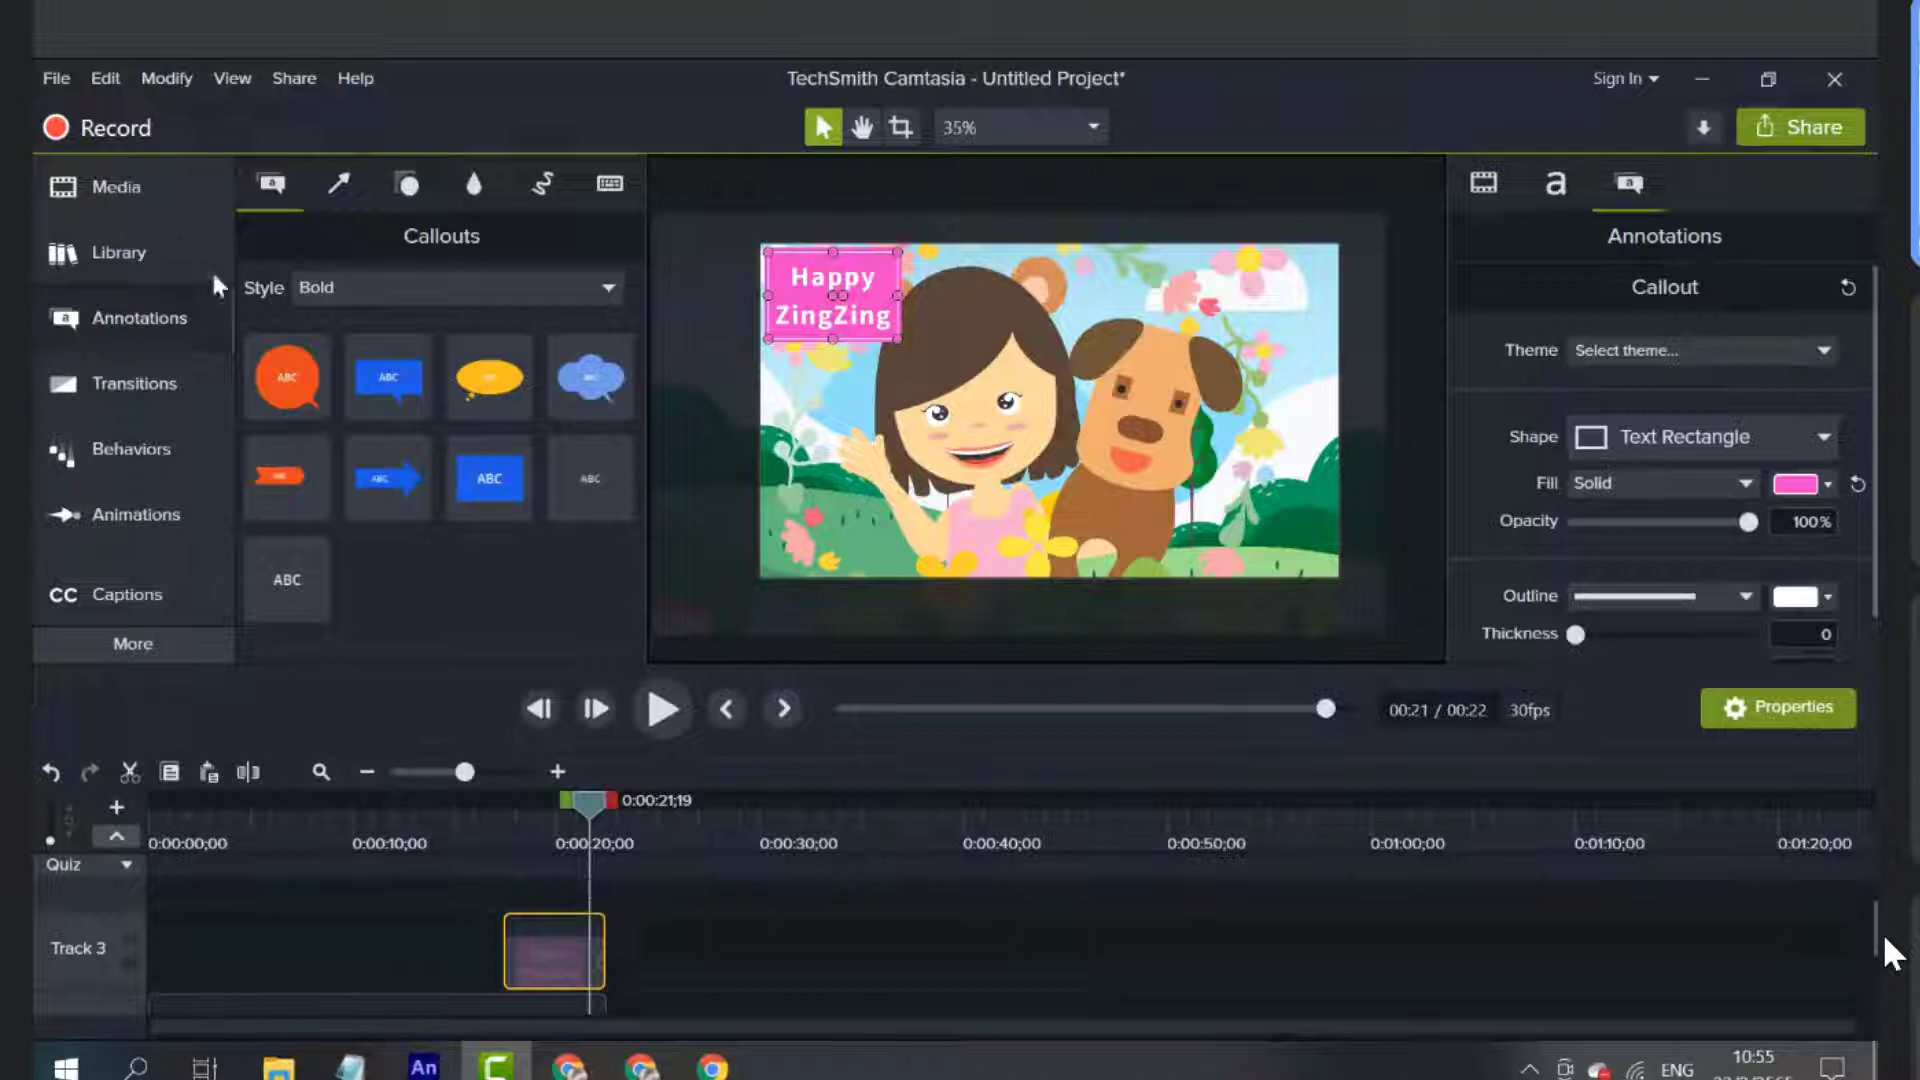 File Edit Modify View Share Help
TechSmith Camtasia - Untitled Project*
Sign In
Record
35%
Share
Media
Library
Annotations
Transitions
Behaviors
Animations
CC Captions
More
Callouts
Style Bold
ABC
ABC
ABC
ABC
ABC
ABC
Happy
ZingZing
a
Annotations
Callout
Theme Select theme...
Shape Text Rectangle
Fill Solid
Opacity 100%
Outline
Thickness 0
00:21 / 00:22 30fps
Properties
0:00:21;19
0:00:00;00 0:00:10;00 0:00:20;00 0:00:30;00 0:00:40;00 0:00:50;00 0:01:00;00 0:01:10;00 0:01:20;00
Quiz
Track 3
An
ENG
10:55